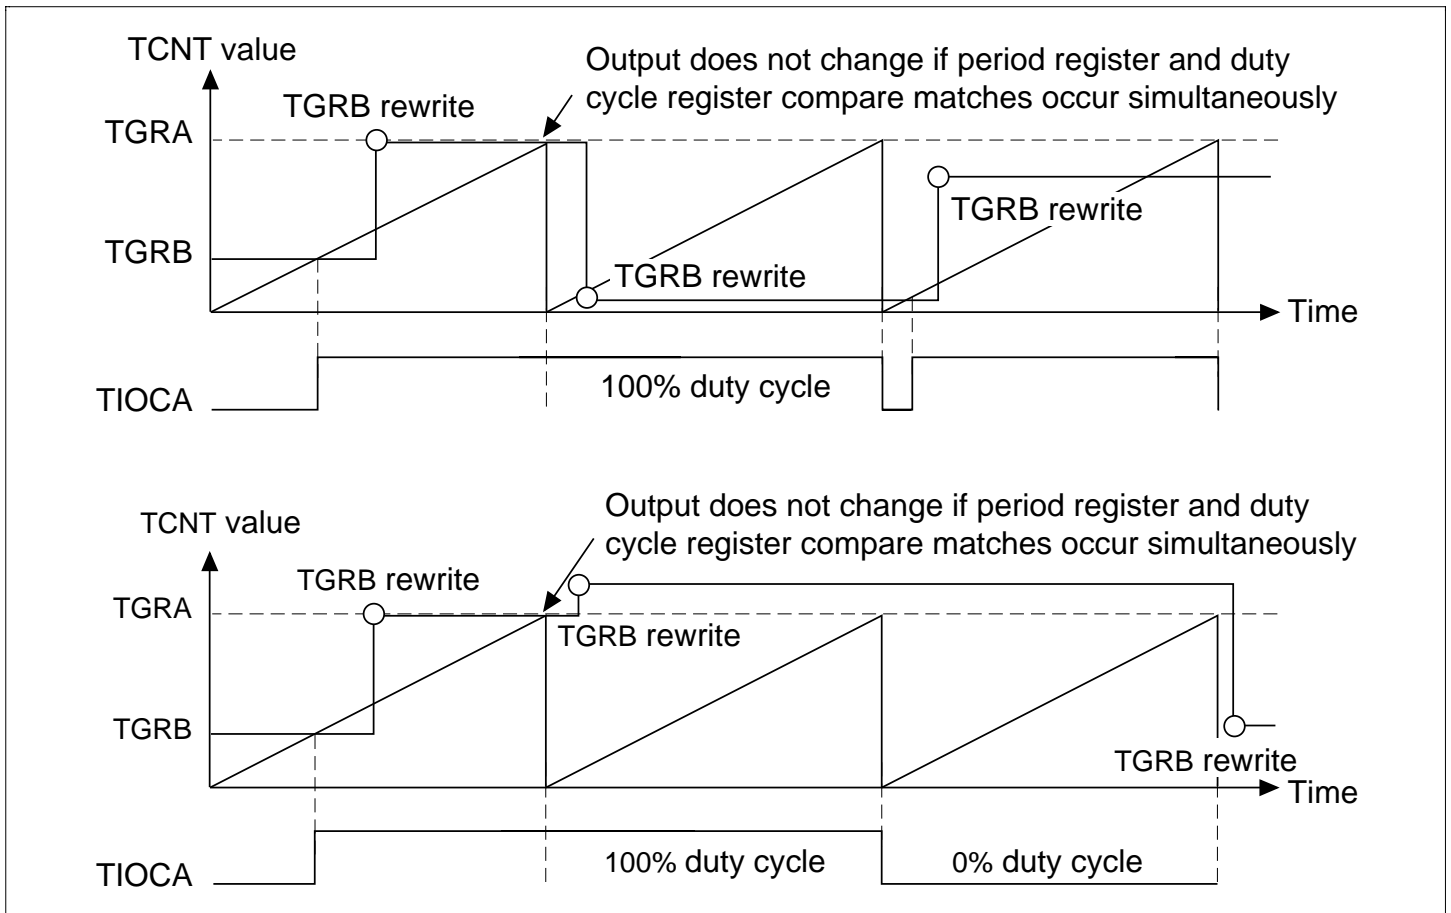 TCNT value
Output does not change if period register and duty
cycle register compare matches occur simultaneously
TGRB rewrite
TGRA
TGRB rewrite
TGRB
TGRB rewrite
Time
100% duty cycle
TIOCA
Output does not change if period register and duty
cycle register compare matches occur simultaneously
TCNT value
TGRB rewrite
TGRA
TGRB rewrite
TGRB
TGRB rewrite
Time
100% duty cycle
0% duty cycle
TIOCA